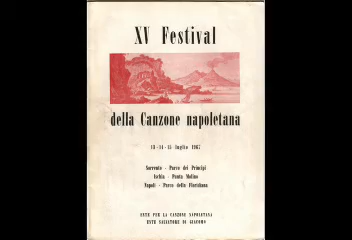 XV Festival
della Canzone napoletana
13 - 14 - 15 luglio 1967
Sorrento - Parco dei Principi
Ischia - Punta Molino
Napoli - Parco della Floridiana
ENTE PER LA CANZONE NAPOLETANA
ENTE SALVATORE DI GIACOMO